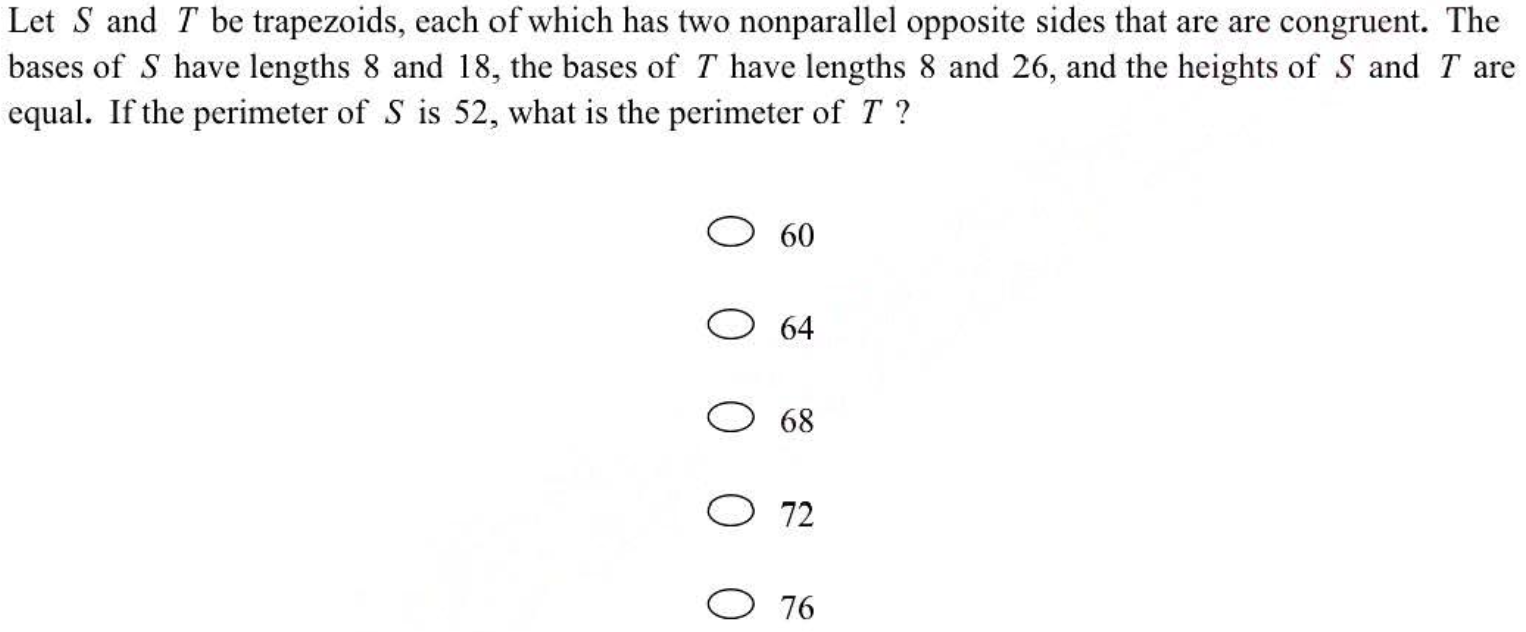 Let S and T be trapezoids, each of which has two nonparallel opposite sides that are are congruent. The
bases of S have lengths 8 and 18, the bases of T have lengths 8 and 26, and the heights of S and T are
equal. If the perimeter of S is 52, what is the perimeter of T ?
60
64
68
72
76